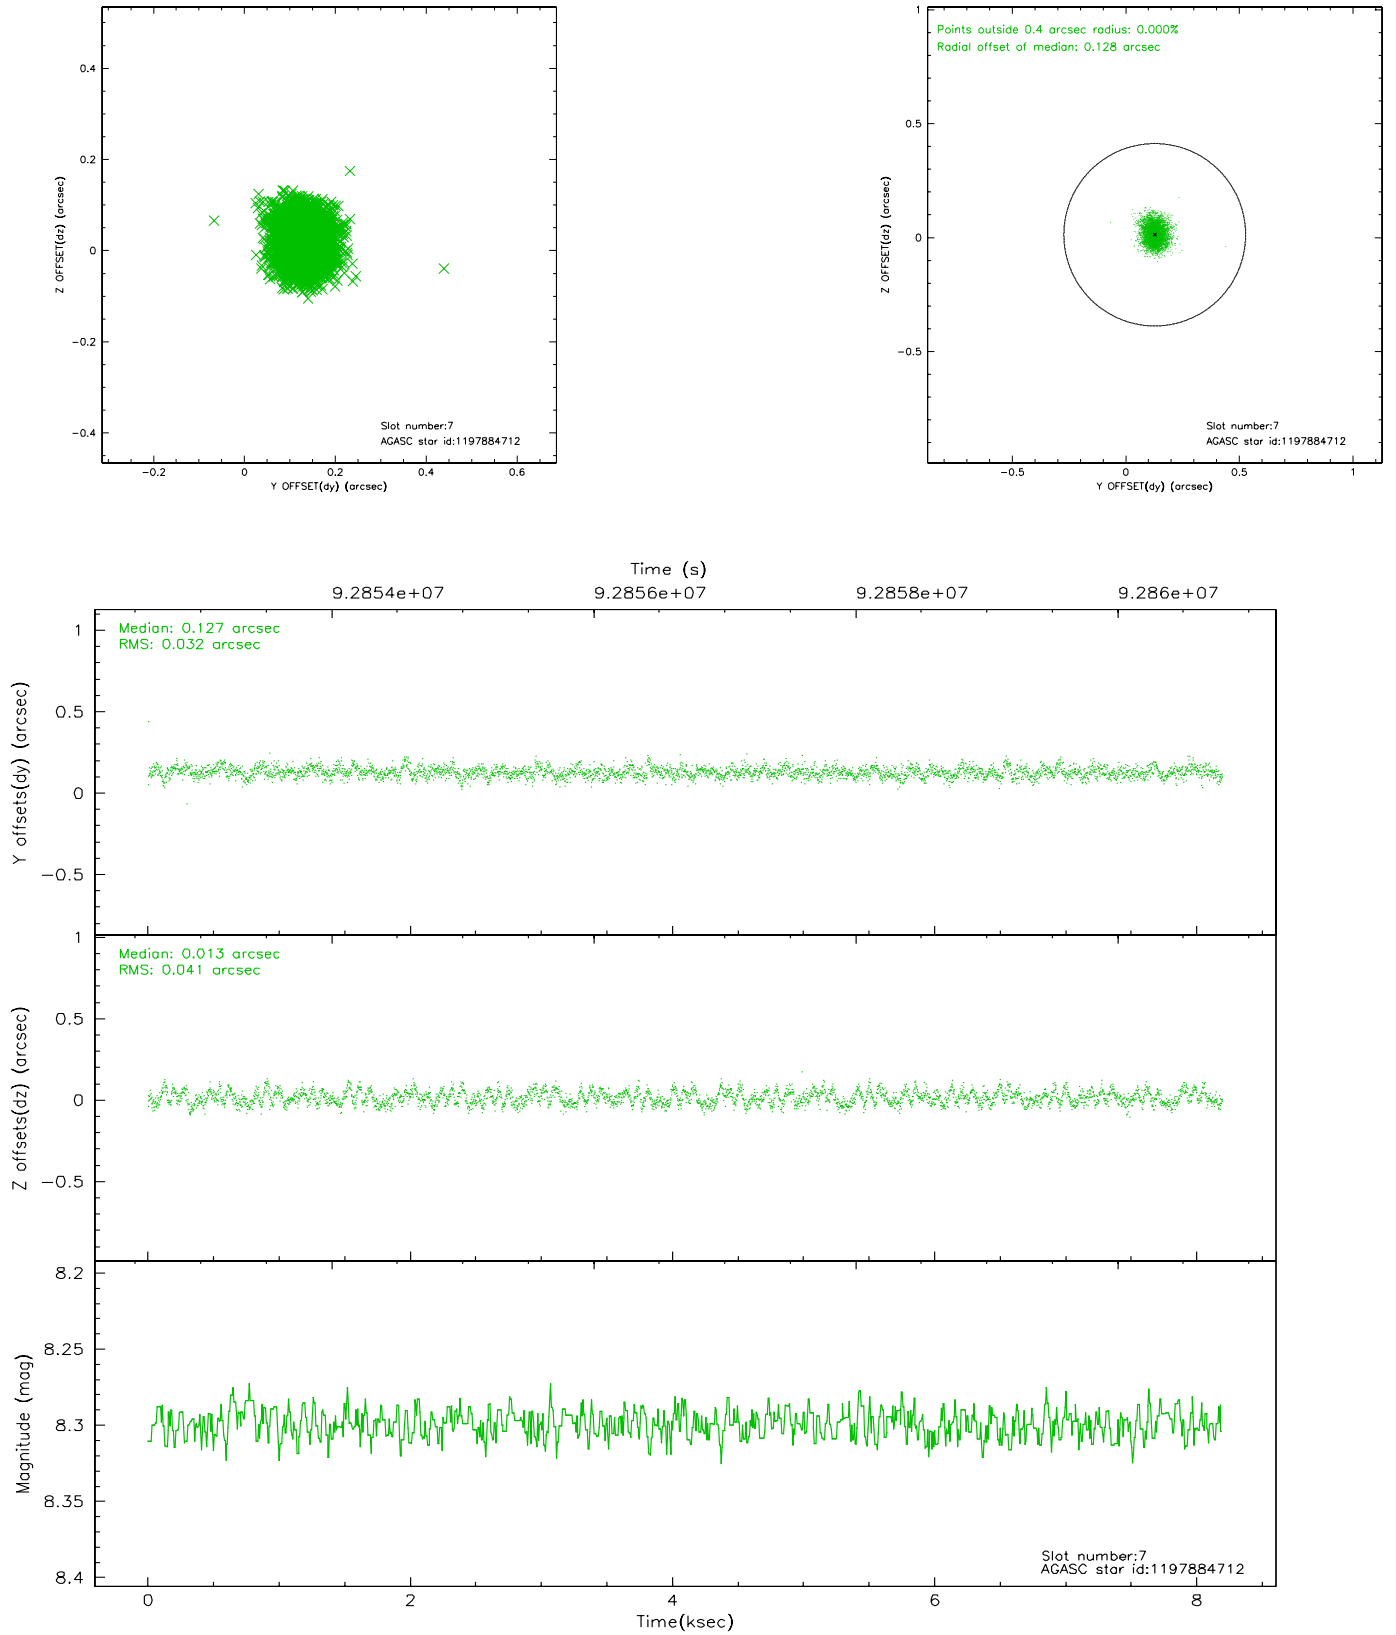 0.4
0.2
0
−0.2
−0.4
Z OFFSET(dz) (arcsec)
Slot number:7
AGASC star id:1197884712
−0.2 0 0.2 0.4 0.6
Y OFFSET(dy) (arcsec)
Points outside 0.4 arcsec radius: 0.000%
Radial offset of median: 0.128 arcsec
1
0.5
0
−0.5
Z OFFSET(dz) (arcsec)
Slot number:7
AGASC star id:1197884712
−0.5 0 0.5 1
Y OFFSET(dy) (arcsec)
Time (s)
9.2854e+07 9.2856e+07 9.2858e+07 9.286e+07
Median: 0.127 arcsec
RMS: 0.032 arcsec
1
0.5
0
−0.5
Y offsets(dy) (arcsec)
Median: 0.013 arcsec
RMS: 0.041 arcsec
1
0.5
0
−0.5
Z offsets(dz) (arcsec)
8.2
8.25
8.3
8.35
8.4
Magnitude (mag)
Slot number:7
AGASC star id:1197884712
0 2 4 6 8
Time(ksec)